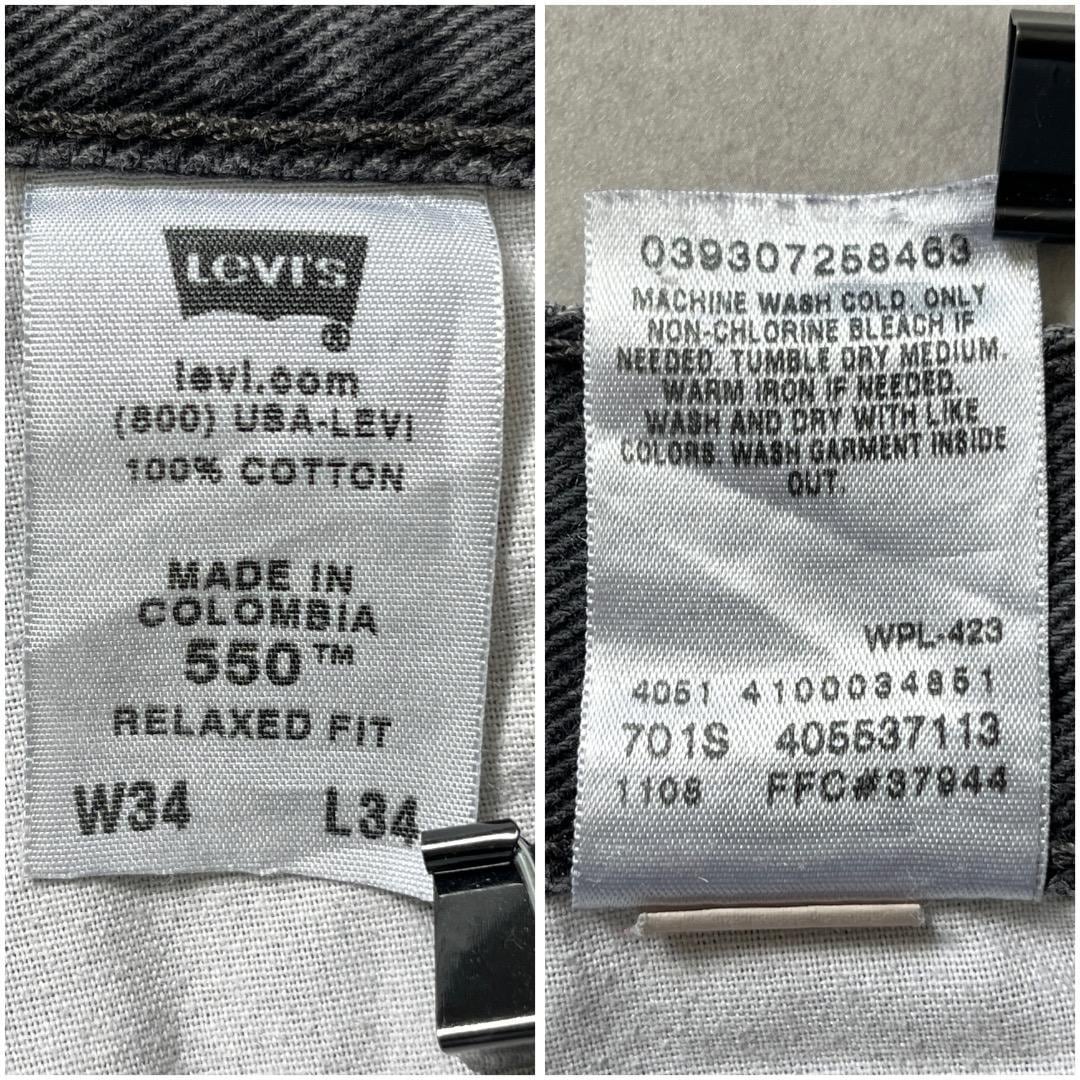 LEVI'S
®
levi.com
(800) USA-LEVI
100% COTTON
MADE IN
COLOMBIA
550™
RELAXED FIT
W34 L34
039307258463
MACHINE WASH COLD. ONLY
NON-CHLORINE BLEACH IF
NEEDED. TUMBLE DRY MEDIUM.
WARM IRON IF NEEDED.
WASH AND DRY WITH LIKE
COLORS. WASH GARMENT INSIDE
OUT.
WPL-423
4051 4100034851
701S 405537113
1108 FFC#37944